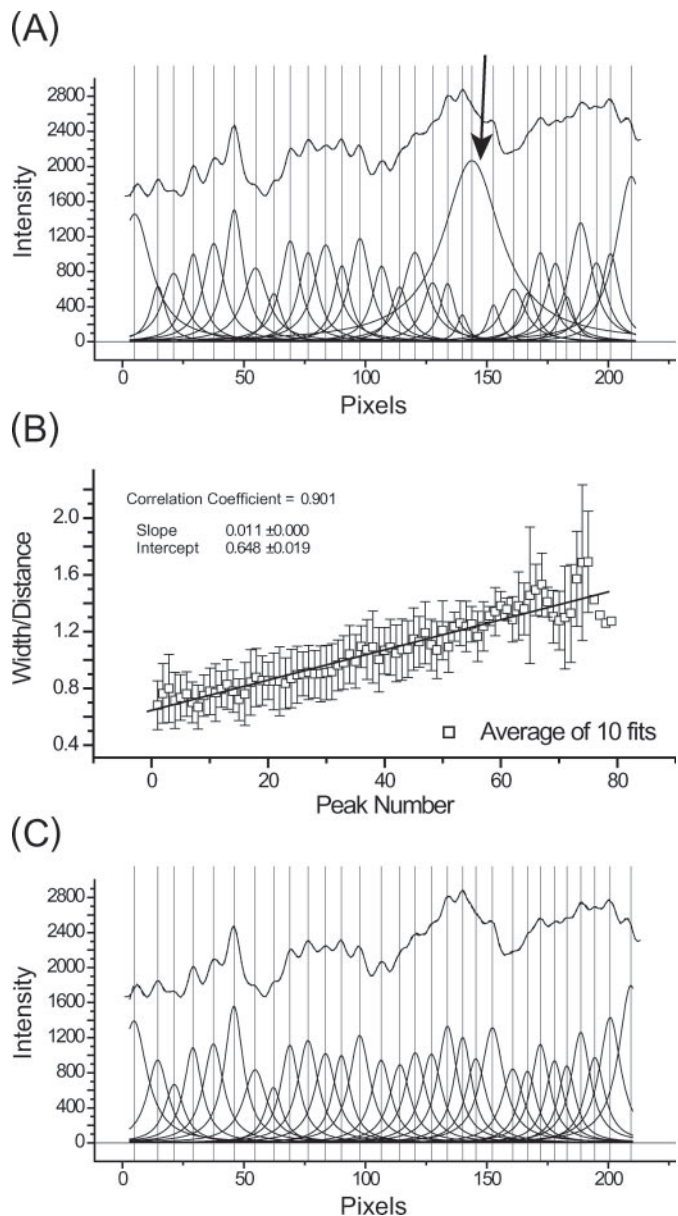 (A)
2800
2400
2000
1600
1200
800
400
0
Intensity
0 50 100 150 200
Pixels
(B)
Correlation Coefficient = 0.901
Slope 0.011 ±0.000
Intercept 0.648 ±0.019
2.0
1.6
1.2
0.8
0.4
Width/Distance
Average of 10 fits
0 20 40 60 80
Peak Number
(C)
2800
2400
2000
1600
1200
800
400
0
Intensity
0 50 100 150 200
Pixels